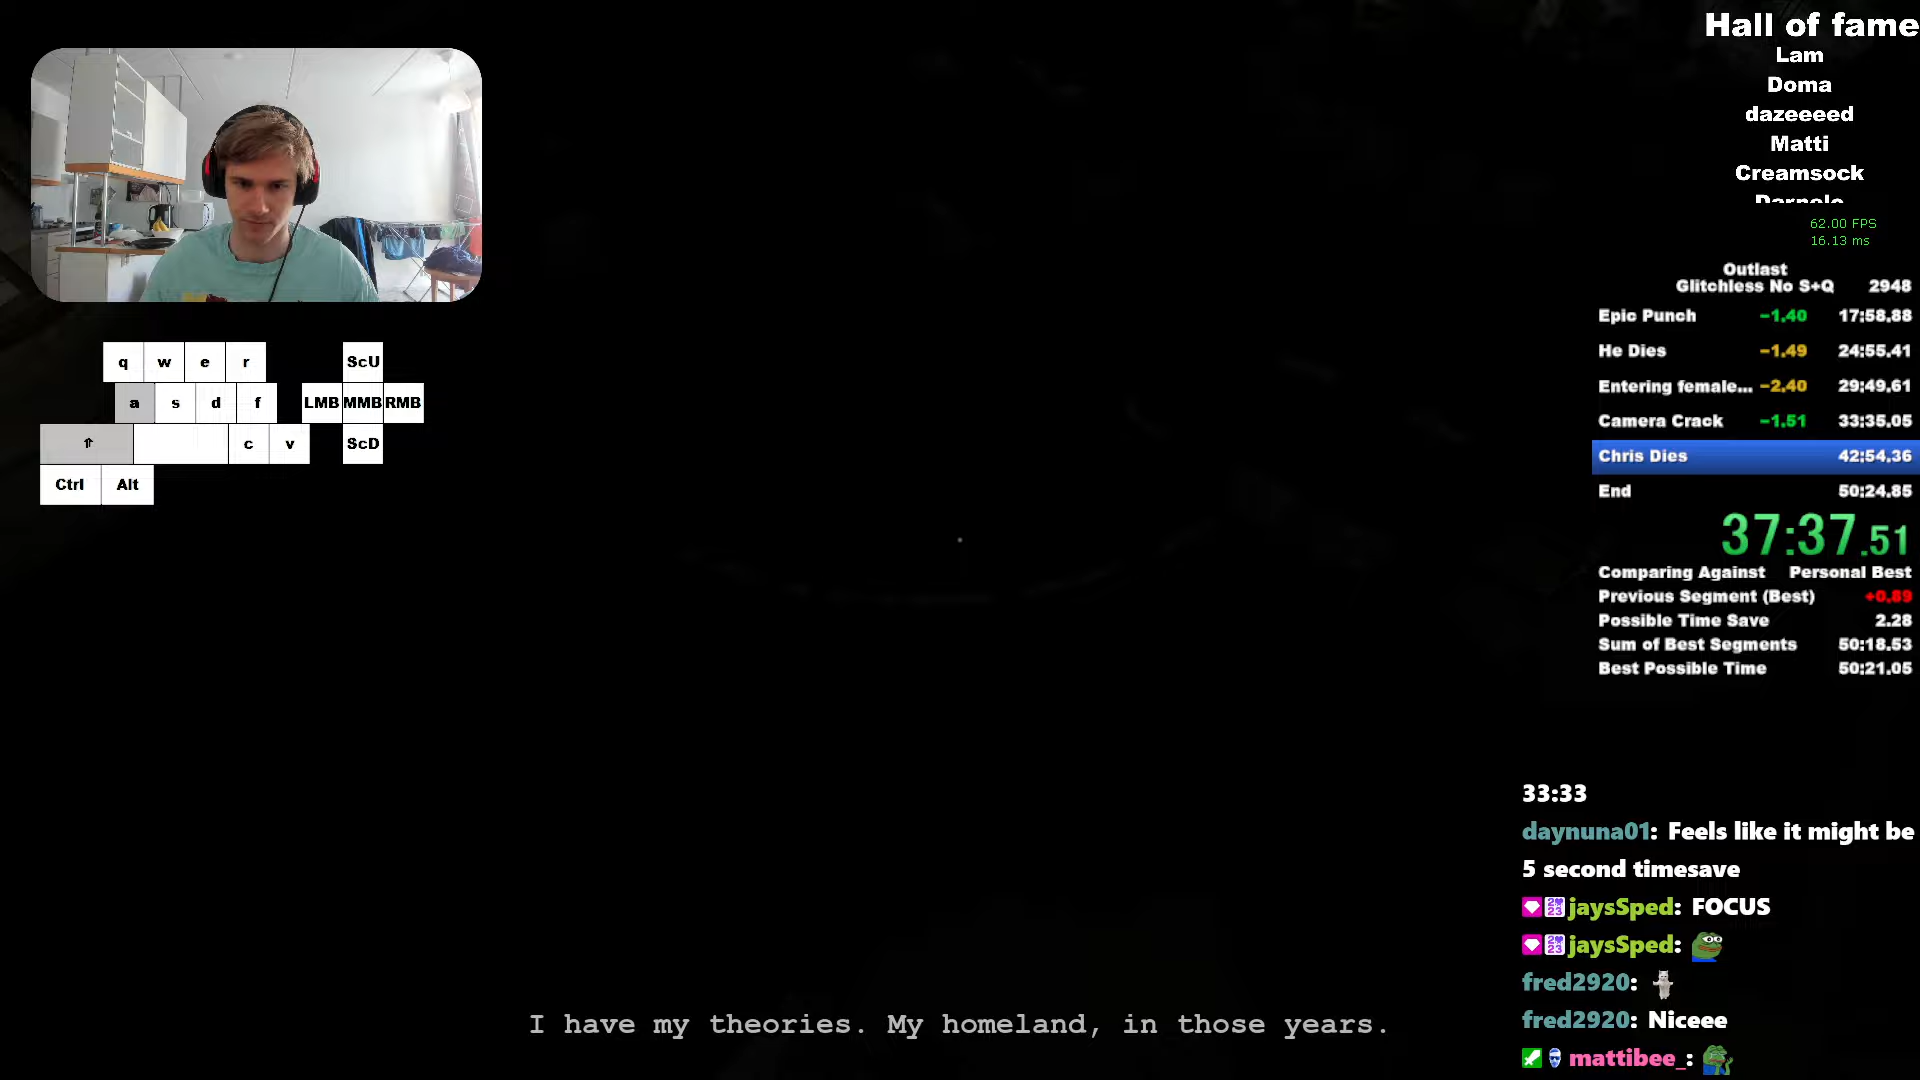 Hall of fame
Lam
Doma
dazeeeed
Matti
Creamsock
62.00 FPS
16.13 ms
Outlast
Glitchless No S+Q 2948
Epic Punch -1.40 17:58.88
He Dies -1.49 24:55.41
Entering female... -2.40 29:49.61
Camera Crack -1.51 33:35.05
Chris Dies 42:54.36
End 50:24.85
37:37.51
Comparing Against Personal Best
Previous Segment (Best) +0.89
Possible Time Save 2.28
Sum of Best Segments 50:18.53
Best Possible Time 50:21.05
q w e r ScU
a s d f LMB MMB RMB
⇧ c v ScD
Ctrl Alt
33:33
daynuna01: Feels like it might be
5 second timesave
jaysSped: FOCUS
jaysSped:
fred2920:
fred2920: Niceee
mattibee_:
I have my theories. My homeland, in those years.